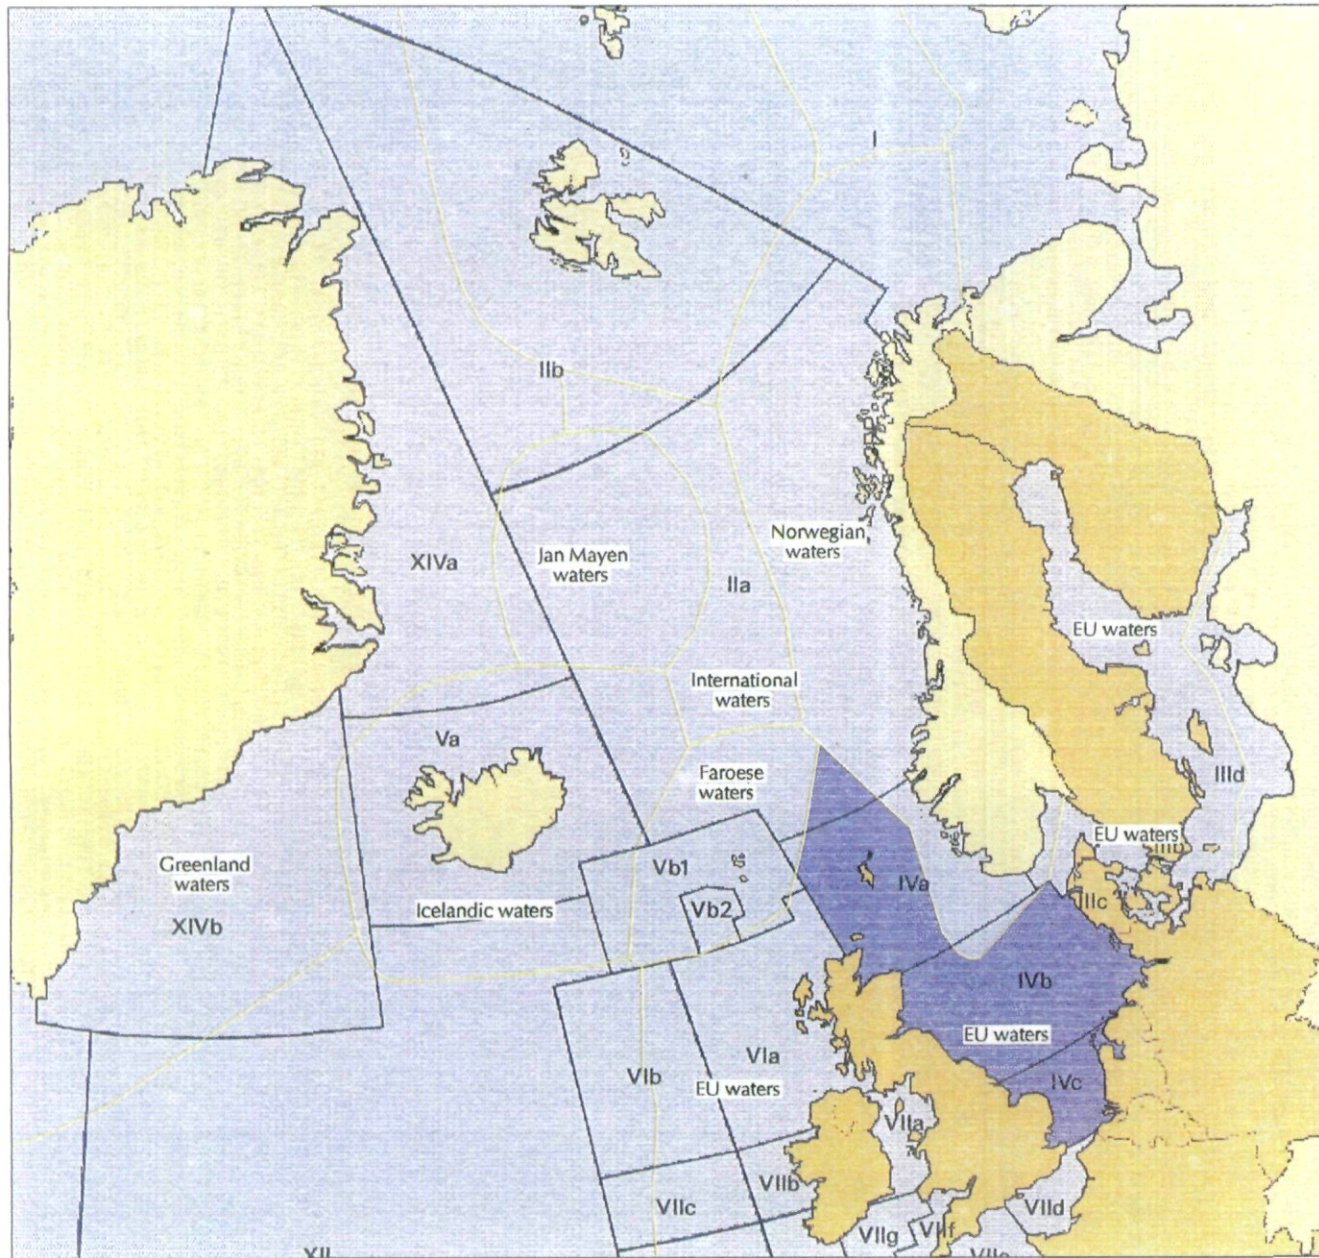 I
IIb
XIVa
Jan Mayen
waters
Norwegian
waters
IIa
EU waters
International
waters
Va
Faroese
waters
IIId
EU waters
Greenland
waters
XIVb
Icelandic waters
Vb1
Vb2
IVa
IIIc
IVb
EU waters
VIa
VIb
EU waters
IVc
VIIa
VIIb
VIIc
VIIg
VIIf
VIId
XII